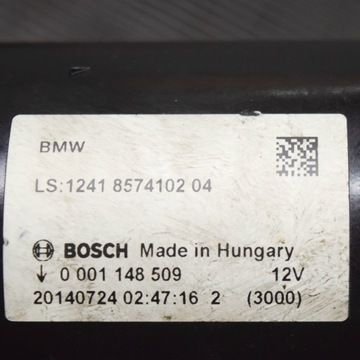 BMW
LS:1241 8574102 04
BOSCH Made in Hungary
↓ 0 001 148 509 12V
20140724 02:47:16 2 (3000)